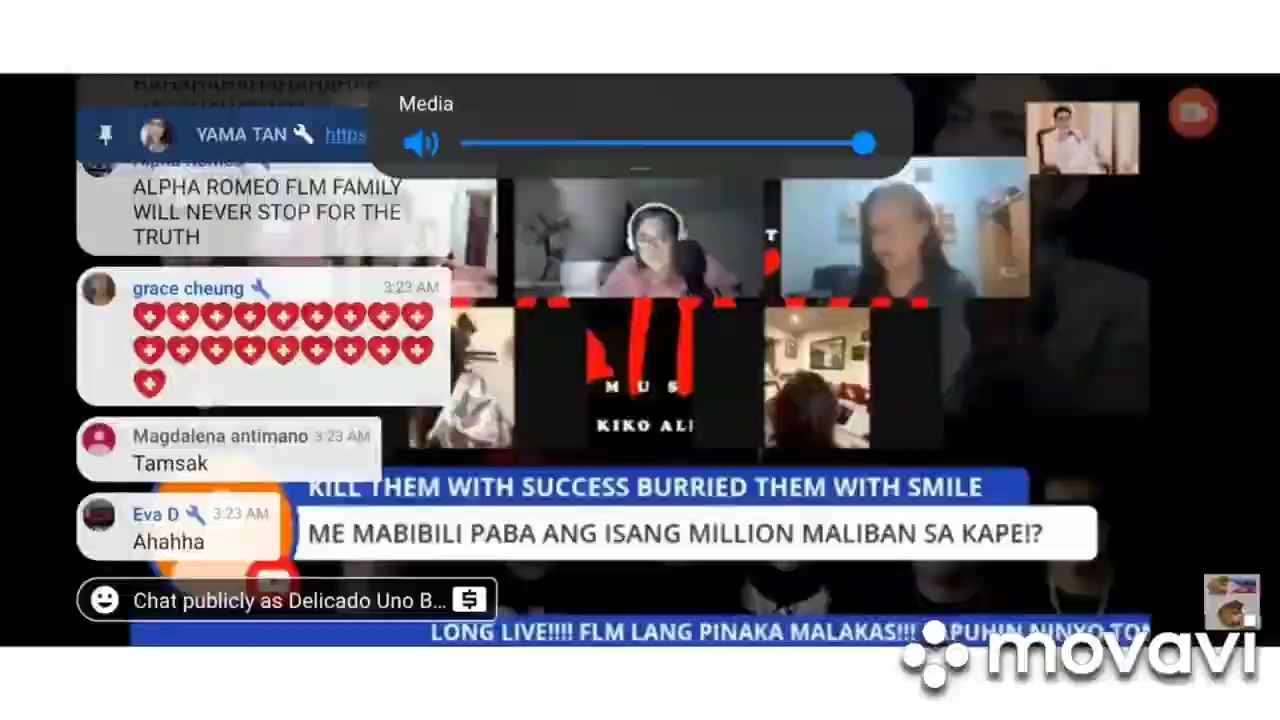 Media
YAMA TAN https
ALPHA ROMEO FLM FAMILY
WILL NEVER STOP FOR THE
TRUTH
grace cheung 3:23 AM
Magdalena antimano 3:23 AM
Tamsak
Eva D 3:23 AM
Ahahha
M U S
KIKO ALI
KILL THEM WITH SUCCESS BURRIED THEM WITH SMILE
ME MABIBILI PABA ANG ISANG MILLION MALIBAN SA KAPE!?
Chat publicly as Delicado Uno B...
LONG LIVE!!!! FLM LANG PINAKA MALAKAS!!!
movavi